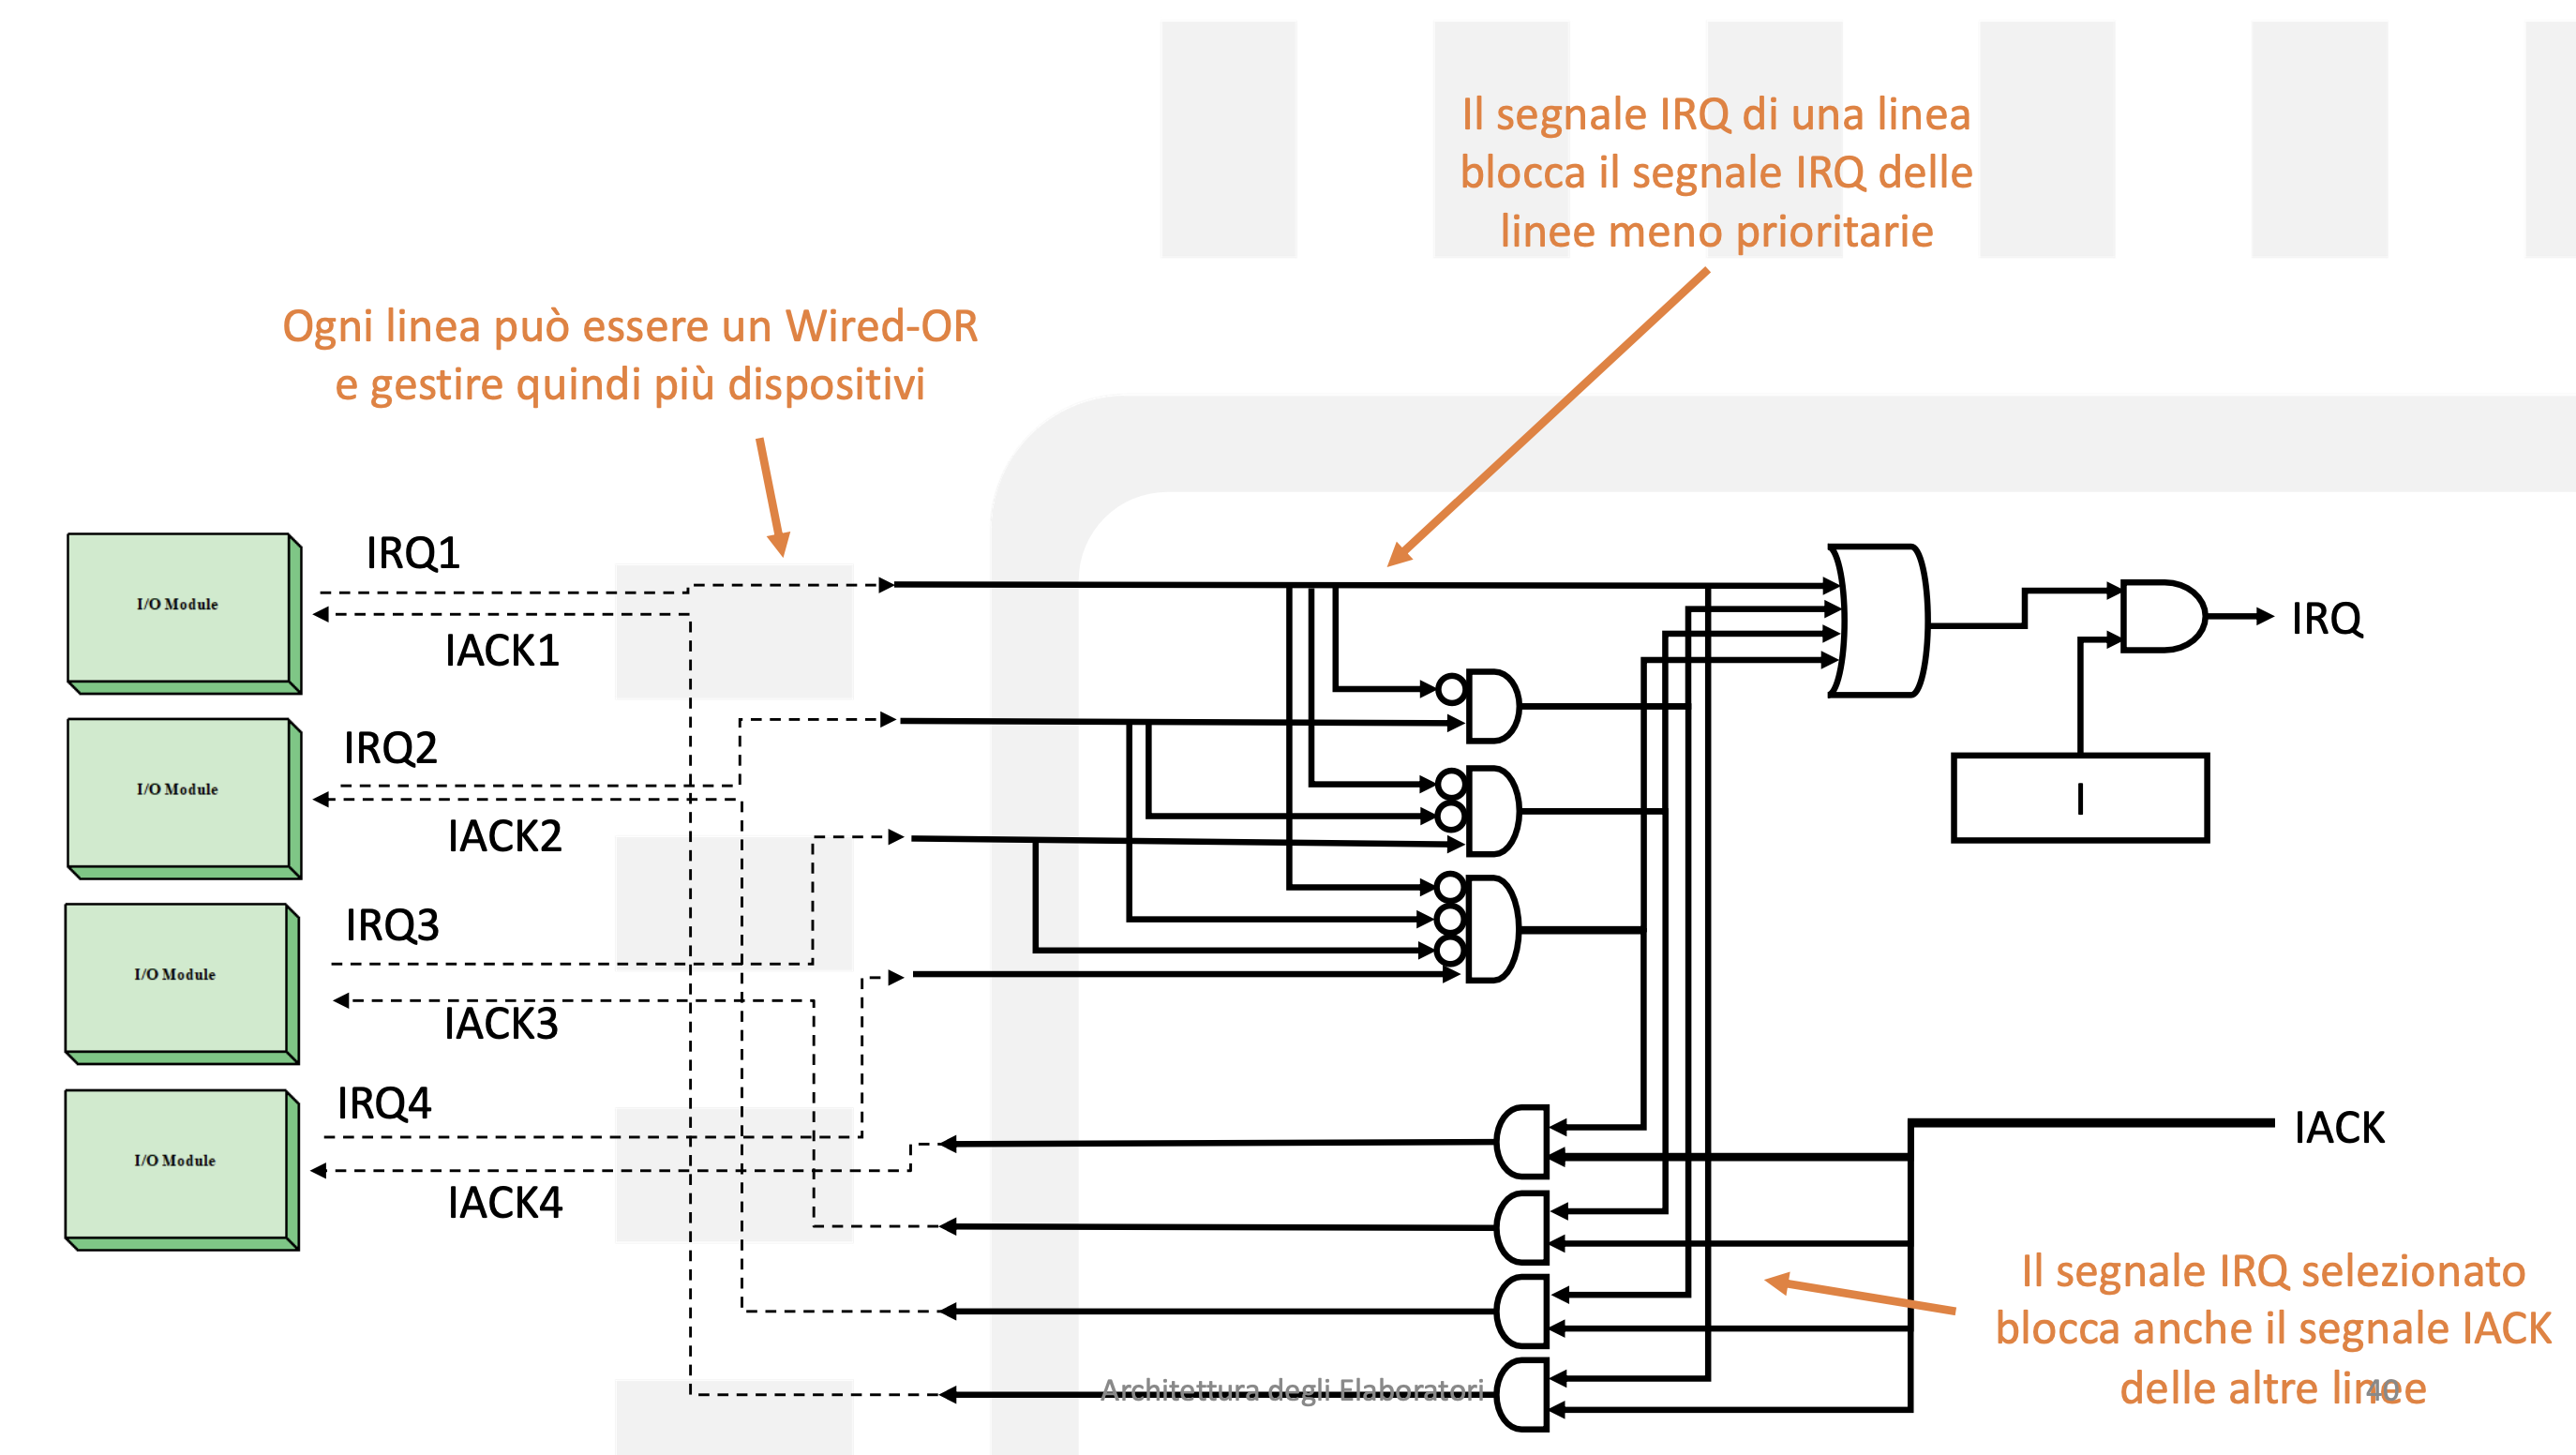 Il segnale IRQ di una linea
blocca il segnale IRQ delle
linee meno prioritarie
Ogni linea può essere un Wired-OR
e gestire quindi più dispositivi
I/O Module
IRQ1
IACK1
I/O Module
IRQ2
IACK2
I/O Module
IRQ3
IACK3
I/O Module
IRQ4
IACK4
IRQ
I
IACK
Il segnale IRQ selezionato
blocca anche il segnale IACK
delle altre linee
Architettura degli Elaboratori
40